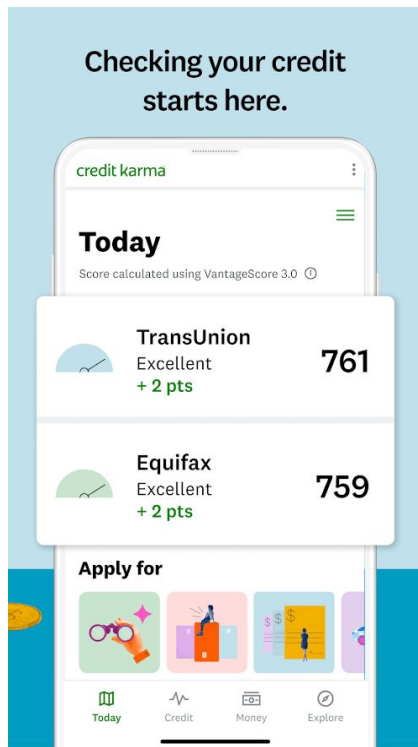 Checking your credit
starts here.
credit karma
Today
Score calculated using VantageScore 3.0
TransUnion
Excellent
761
+ 2 pts
Equifax
Excellent
759
+ 2 pts
Apply for
$ $ $
Today Credit Money Explore